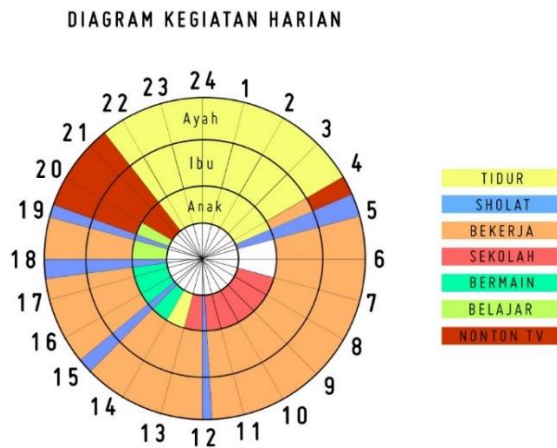 DIAGRAM KEGIATAN HARIAN
24
1
2
3
4
5
6
7
8
9
10
11
12
13
14
15
16
17
18
19
20
21
22
23
Ayah
Ibu
Anak
TIDUR
SHOLAT
BEKERJA
SEKOLAH
BERMAIN
BELAJAR
NONTON TV